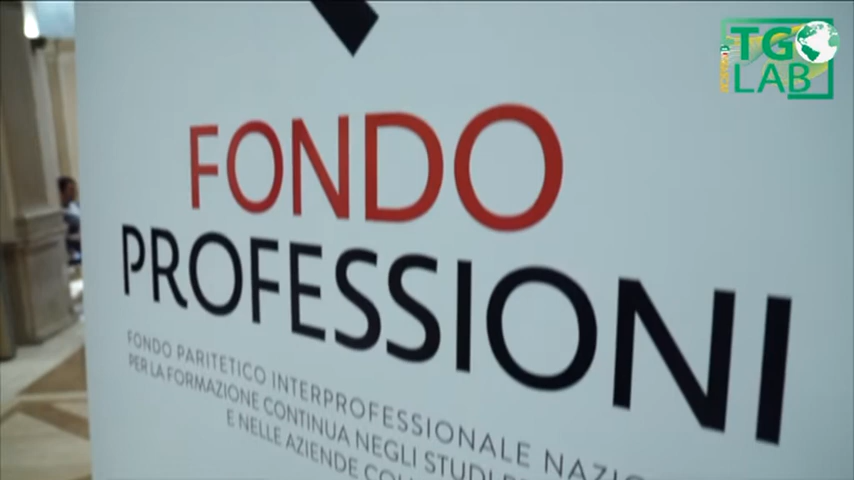 TG
LAB
FONDO
PROFESSIONI
FONDO PARITETICO INTERPROFESSIONALE
PER LA FORMAZIONE CONTINUA NEGLI
E NELLE AZIENDE